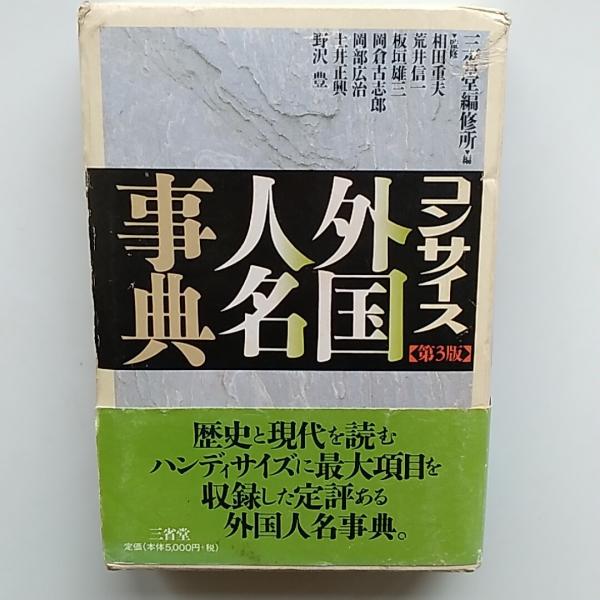 三省堂編修所▼編
▼監修
相田重夫
荒井信一
板垣雄三
岡倉古志郎
岡部広治
土井正興
野沢 豊
コンサイス
外国
人名
事典
【第3版】
歴史と現代を読む
ハンディサイズに最大項目を
収録した定評ある
外国人名事典。
三省堂
定価(本体5,000円+税)